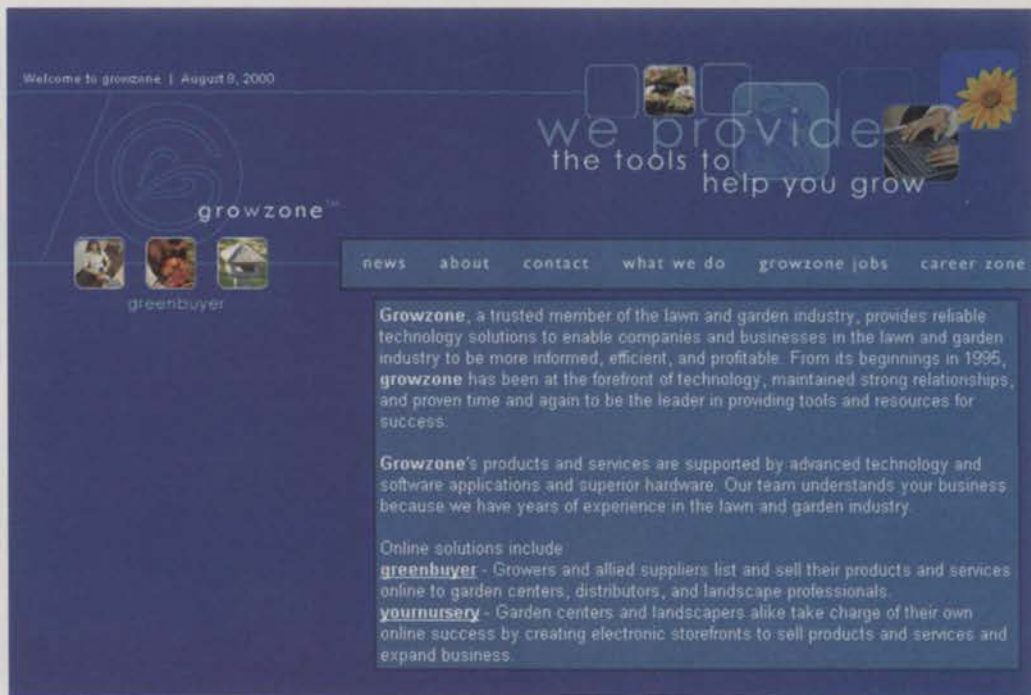 Welcome to growzone | August 9, 2000
we provide
the tools to
help you grow
growzone™
greenbuyer
news about contact what we do growzone jobs career zone
Growzone, a trusted member of the lawn and garden industry, provides reliable
technology solutions to enable companies and businesses in the lawn and garden
industry to be more informed, efficient, and profitable. From its beginnings in 1995,
growzone has been at the forefront of technology, maintained strong relationships,
and proven time and again to be the leader in providing tools and resources for
success.
Growzone's products and services are supported by advanced technology and
software applications and superior hardware. Our team understands your business
because we have years of experience in the lawn and garden industry.
Online solutions include
greenbuyer - Growers and allied suppliers list and sell their products and services
online to garden centers, distributors, and landscape professionals.
yournursery - Garden centers and landscapers alike take charge of their own
online success by creating electronic storefronts to sell products and services and
expand business.